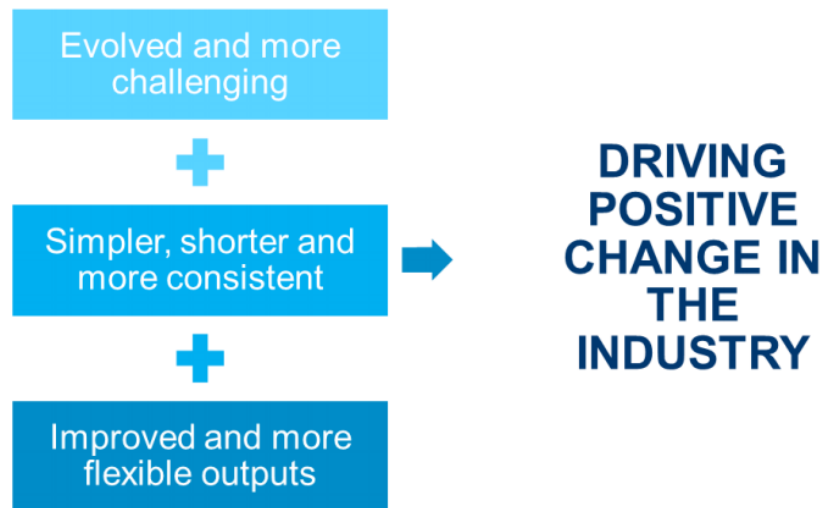 Evolved and more
challenging
Simpler, shorter and
more consistent
Improved and more
flexible outputs
DRIVING
POSITIVE
CHANGE IN
THE
INDUSTRY